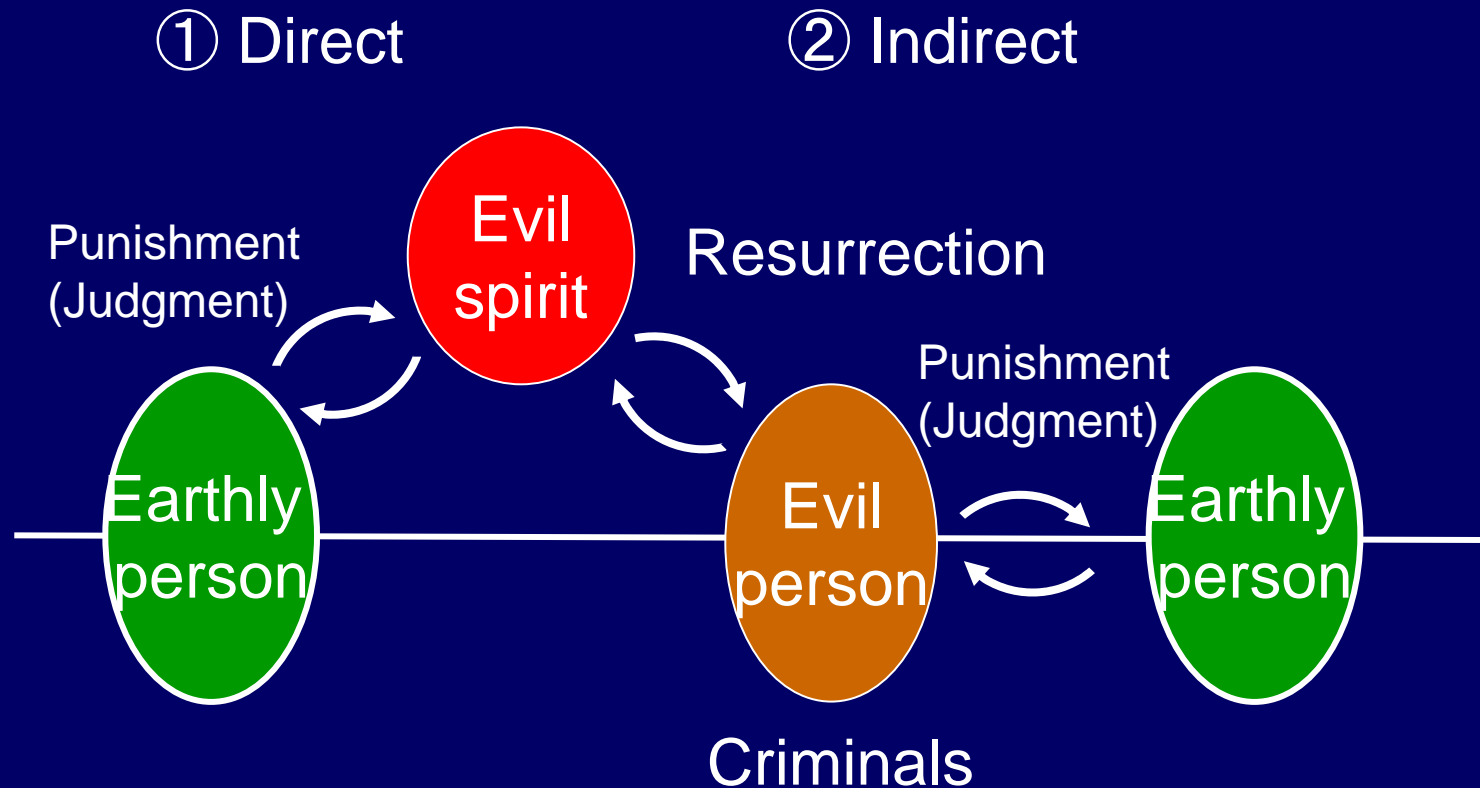 ① Direct
② Indirect
Evil
spirit
Punishment
(Judgment)
Resurrection
Earthly
person
Evil
person
Punishment
(Judgment)
Earthly
person
Criminals